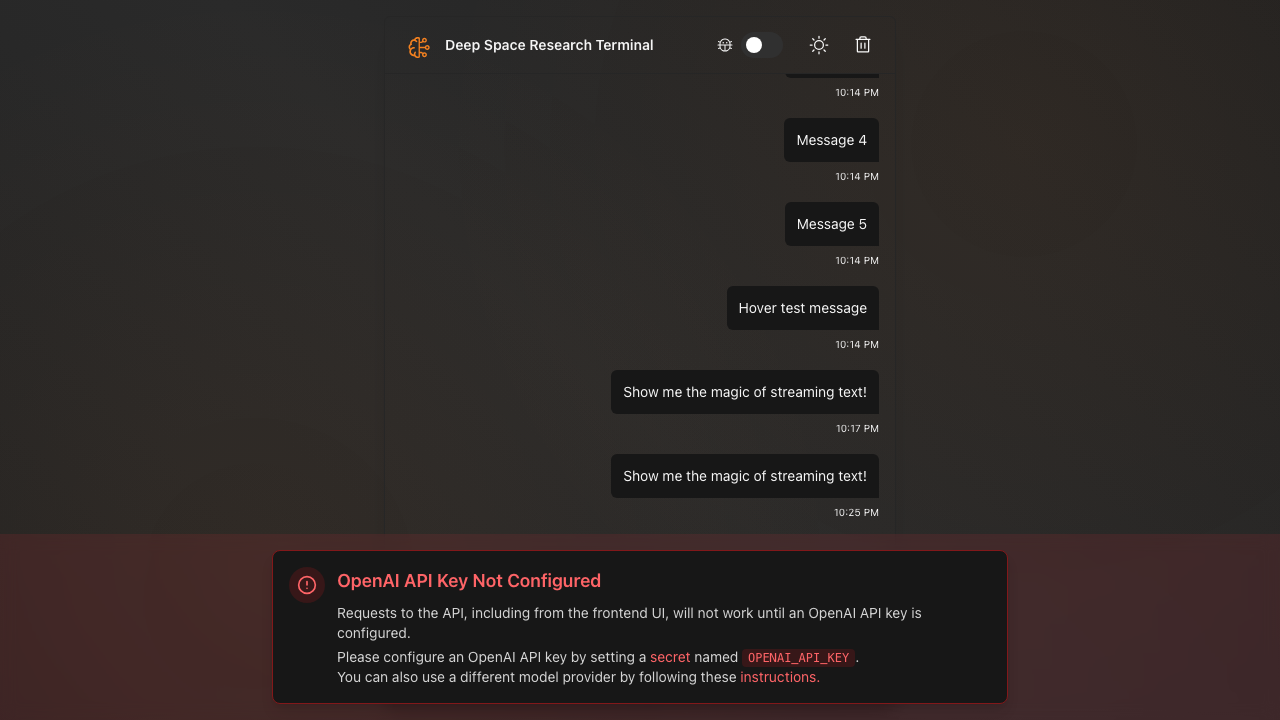 Deep Space Research Terminal
10:14 PM
Message 4
10:14 PM
Message 5
10:14 PM
Hover test message
10:14 PM
Show me the magic of streaming text!
10:17 PM
Show me the magic of streaming text!
10:25 PM
OpenAI API Key Not Configured
Requests to the API, including from the frontend UI, will not work until an OpenAI API key is
configured.
Please configure an OpenAI API key by setting a secret named OPENAI_API_KEY.
You can also use a different model provider by following these instructions.